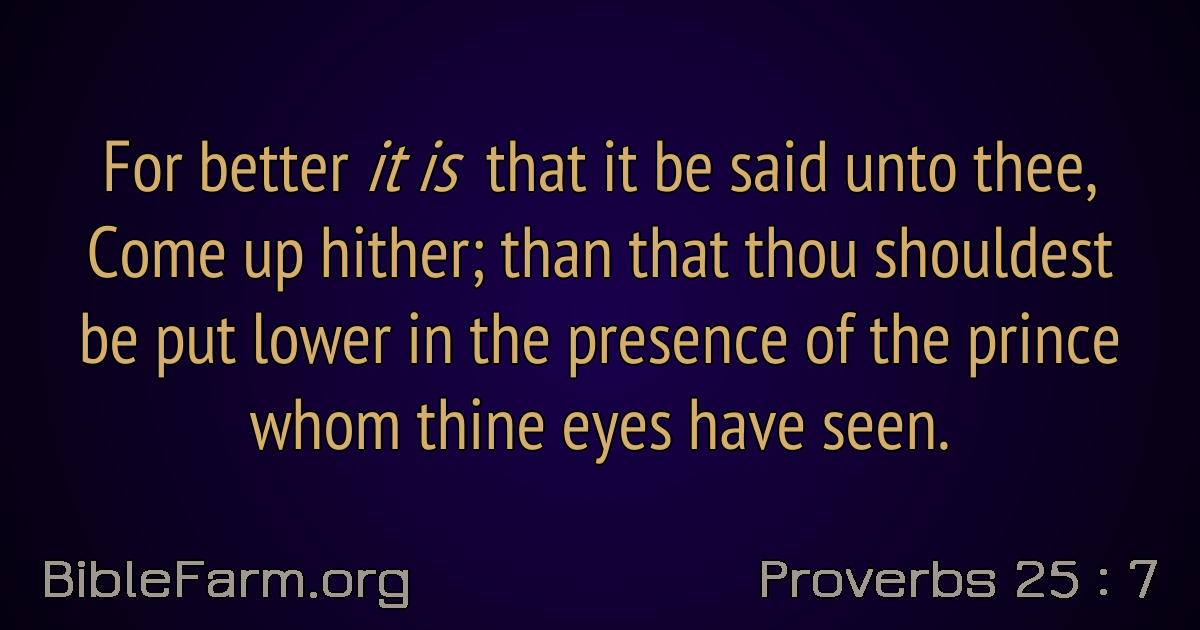 For better it is that it be said unto thee,
Come up hither; than that thou shouldest
be put lower in the presence of the prince
whom thine eyes have seen.
BibleFarm.org
Proverbs 25 : 7